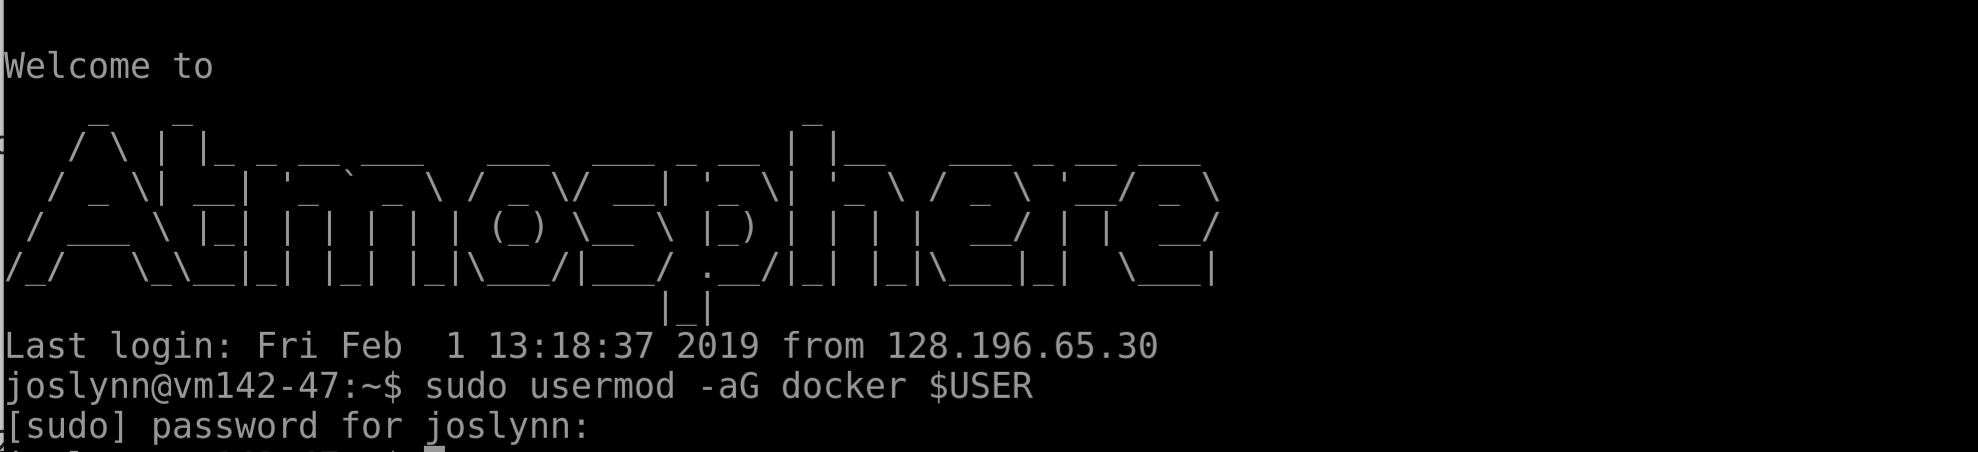 Welcome to
Atmosphere
Last login: Fri Feb  1 13:18:37 2019 from 128.196.65.30
joslynn@vm142-47:~$ sudo usermod -aG docker $USER
[sudo] password for joslynn: